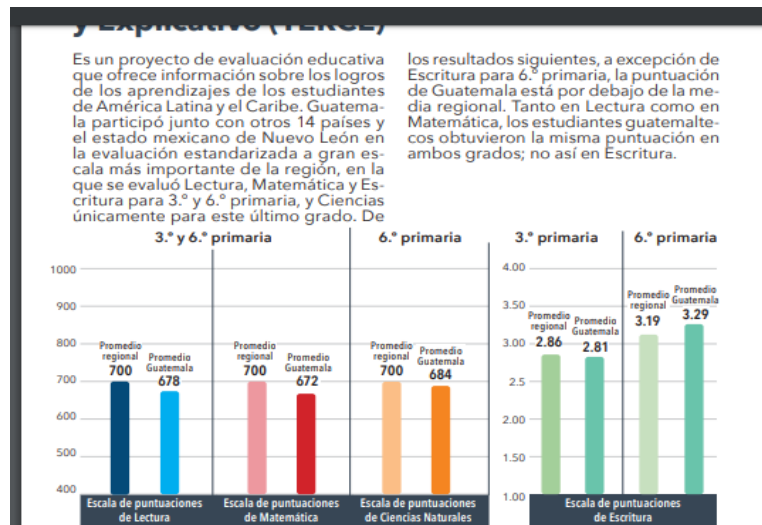 y Explicativo (TERCE)
Es un proyecto de evaluación educativa
que ofrece información sobre los logros
de los aprendizajes de los estudiantes
de América Latina y el Caribe. Guatema-
la participó junto con otros 14 países y
el estado mexicano de Nuevo León en
la evaluación estandarizada a gran es-
cala más importante de la región, en la
que se evaluó Lectura, Matemática y Es-
critura para 3.º y 6.º primaria, y Ciencias
únicamente para este último grado. De
los resultados siguientes, a excepción de
Escritura para 6.º primaria, la puntuación
de Guatemala está por debajo de la me-
dia regional. Tanto en Lectura como en
Matemática, los estudiantes guatemalte-
cos obtuvieron la misma puntuación en
ambos grados; no así en Escritura.
3.º y 6.º primaria
6.º primaria
1000
900
800
700
600
500
400
Promedio
regional
700
Promedio
Guatemala
678
Promedio
regional
700
Promedio
Guatemala
672
Promedio
regional
700
Promedio
Guatemala
684
Escala de puntuaciones
de Lectura
Escala de puntuaciones
de Matemática
Escala de puntuaciones
de Ciencias Naturales
3.º primaria
6.º primaria
4.00
3.50
3.00
2.5
2.00
1.50
1.00
Promedio
regional
2.86
Promedio
Guatemala
2.81
Promedio
regional
3.19
Promedio
Guatemala
3.29
Escala de puntuaciones
de Escritura